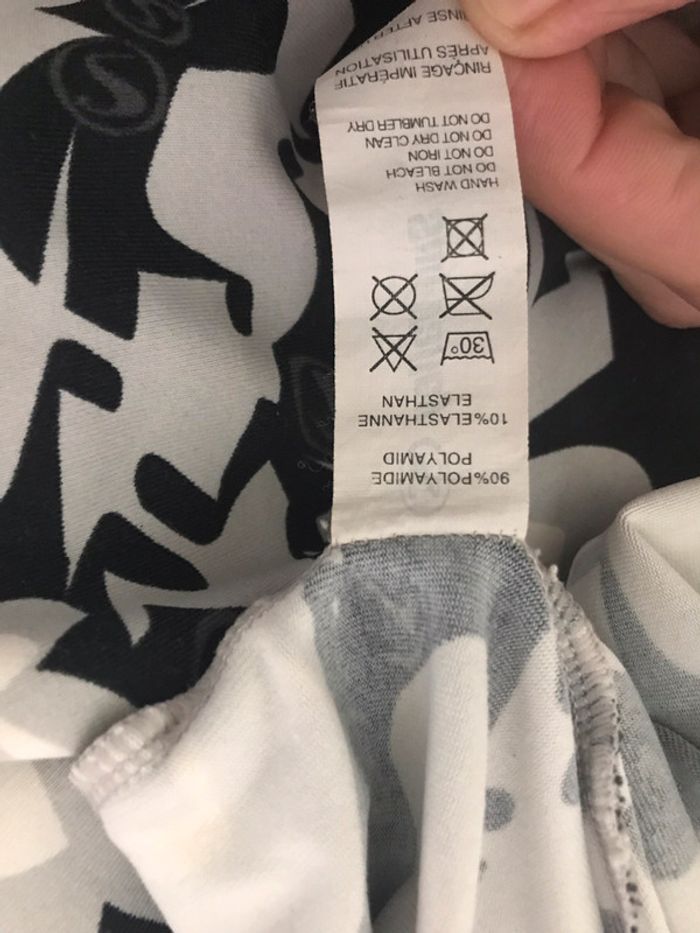 90%POLYAMIDE
POLYAMID
10%ELASTHANNE
ELASTHAN
30°
HAND WASH
DO NOT BLEACH
DO NOT IRON
DO NOT DRY CLEAN
DO NOT TUMBLER DRY
RINÇAGE IMPÉRATIF
APRÈS UTILISATION
RINSE AFTER